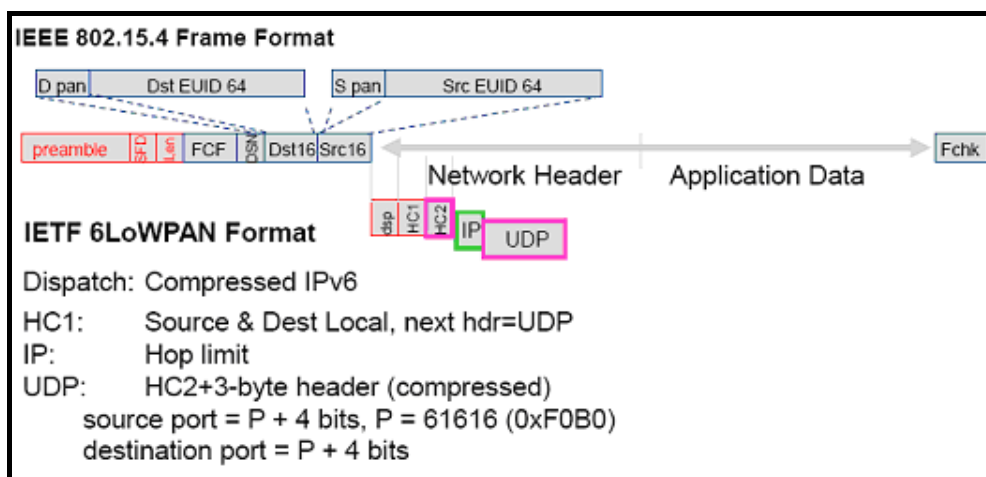 IEEE 802.15.4 Frame Format
D pan Dst EUID 64 S pan Src EUID 64
preamble SFD Len FCF DSN Dst16 Src16 Fchk
Network Header Application Data
dsp HC1 HC2 IP UDP
IETF 6LoWPAN Format
Dispatch: Compressed IPv6
HC1: Source & Dest Local, next hdr=UDP
IP: Hop limit
UDP: HC2+3-byte header (compressed)
source port = P + 4 bits, P = 61616 (0xF0B0)
destination port = P + 4 bits